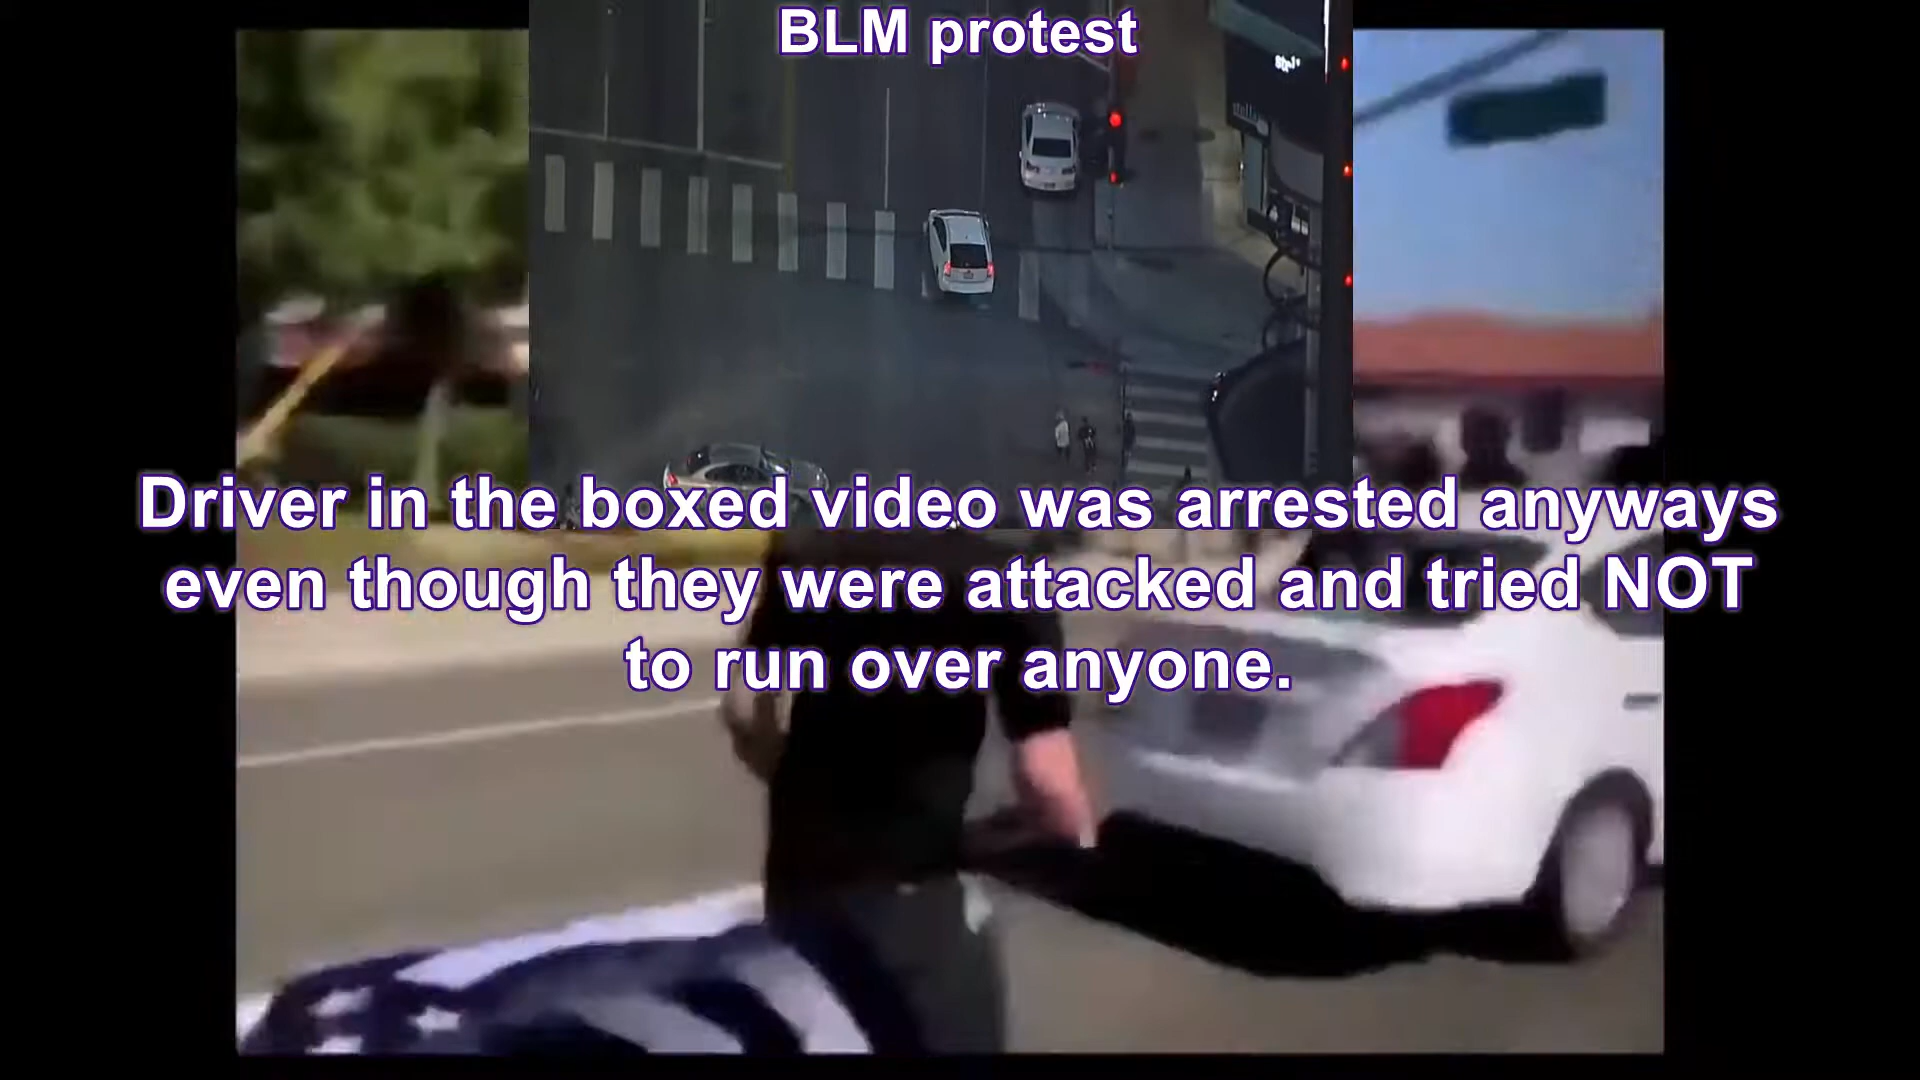 BLM protest
Driver in the boxed video was arrested anyways
even though they were attacked and tried NOT
to run over anyone.